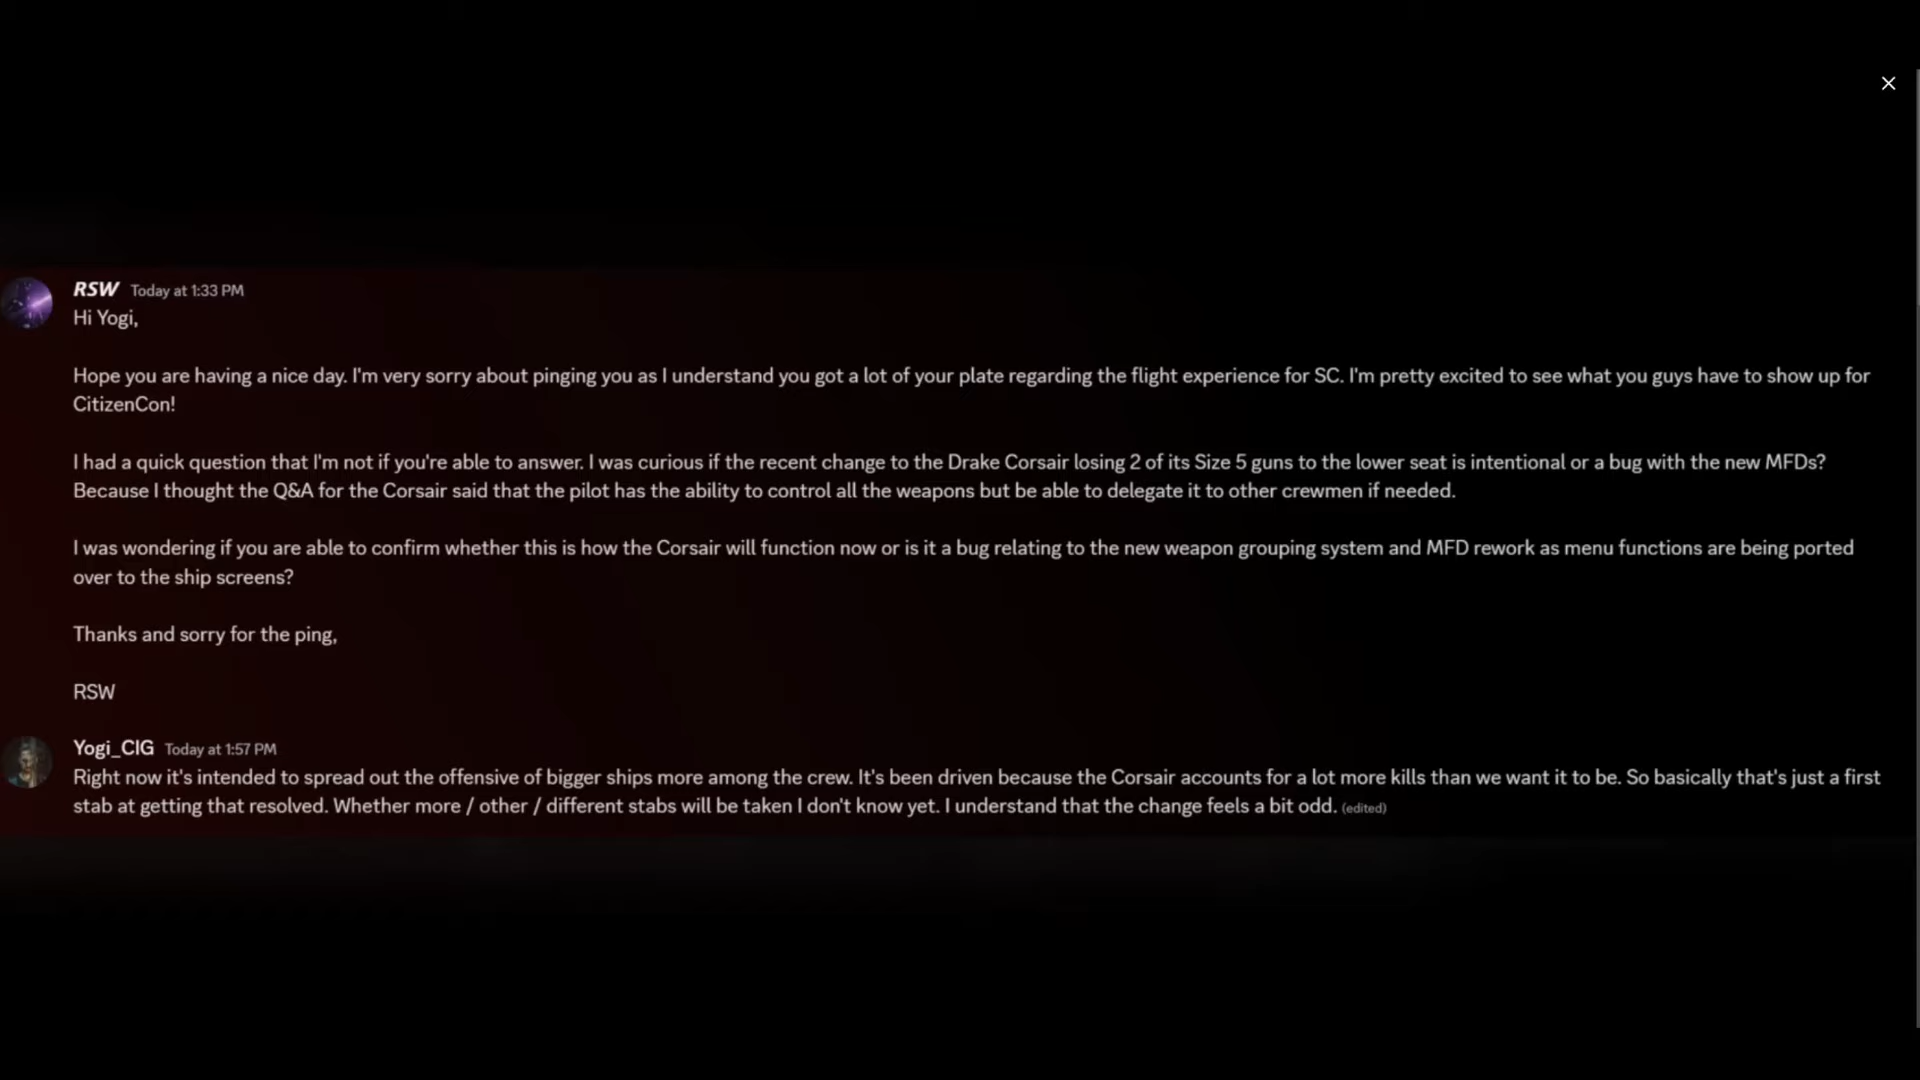 RSW Today at 1:33 PM
Hi Yogi,
Hope you are having a nice day. I'm very sorry about pinging you as I understand you got a lot of your plate regarding the flight experience for SC. I'm pretty excited to see what you guys have to show up for
CitizenCon!
I had a quick question that I'm not if you're able to answer. I was curious if the recent change to the Drake Corsair losing 2 of its Size 5 guns to the lower seat is intentional or a bug with the new MFDs?
Because I thought the Q&A for the Corsair said that the pilot has the ability to control all the weapons but be able to delegate it to other crewmen if needed.
I was wondering if you are able to confirm whether this is how the Corsair will function now or is it a bug relating to the new weapon grouping system and MFD rework as menu functions are being ported
over to the ship screens?
Thanks and sorry for the ping,
RSW
Yogi_CIG Today at 1:57 PM
Right now it's intended to spread out the offensive of bigger ships more among the crew. It's been driven because the Corsair accounts for a lot more kills than we want it to be. So basically that's just a first
stab at getting that resolved. Whether more / other / different stabs will be taken I don't know yet. I understand that the change feels a bit odd. (edited)